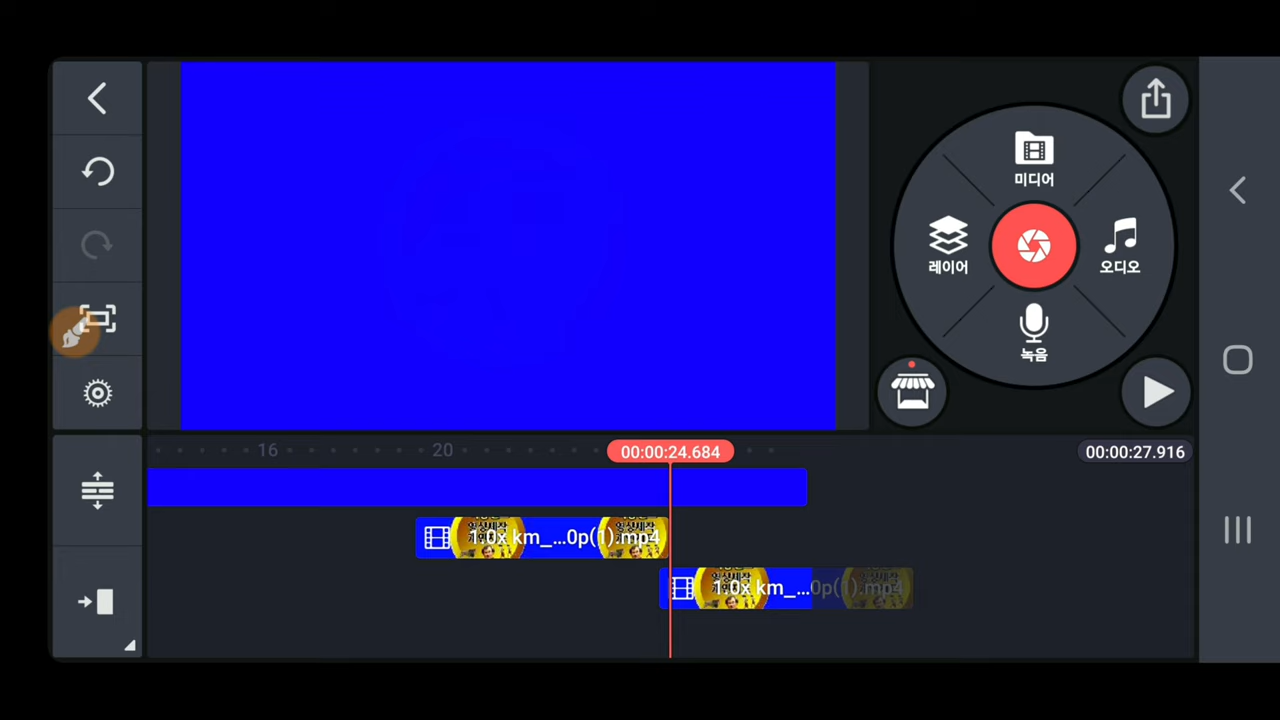 미디어
레이어
오디오
녹음
16
20
00:00:24.684
00:00:27.916
1.0x km_...0p(1).mp4
1.0x km_...0p(1).mp4